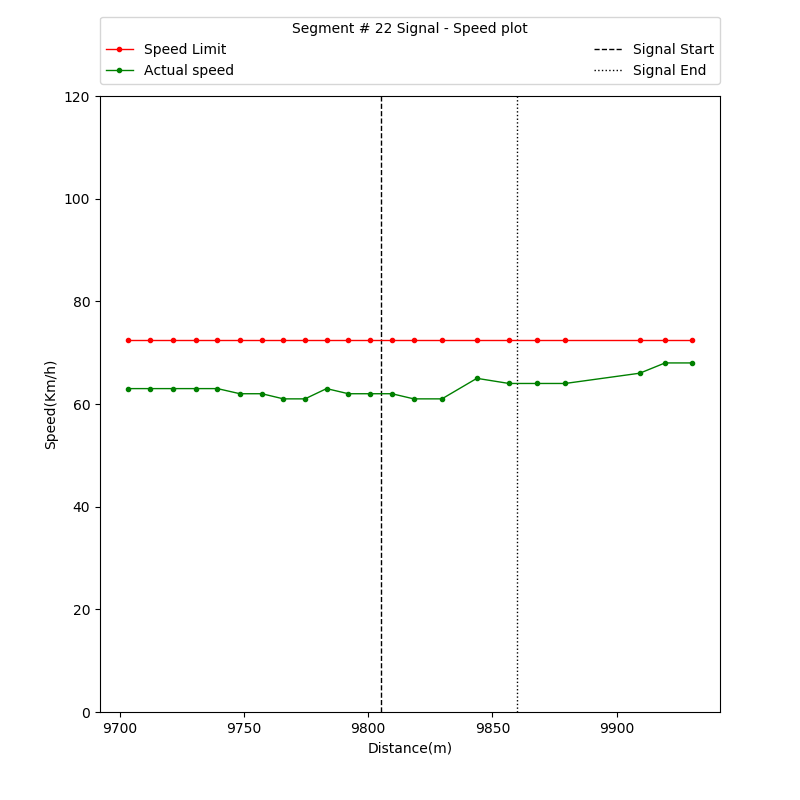 Segment # 22 Signal - Speed plot
Speed Limit
Actual speed
Signal Start
Signal End
120
100
80
60
40
20
0
Speed(Km/h)
9700 9750 9800 9850 9900
Distance(m)